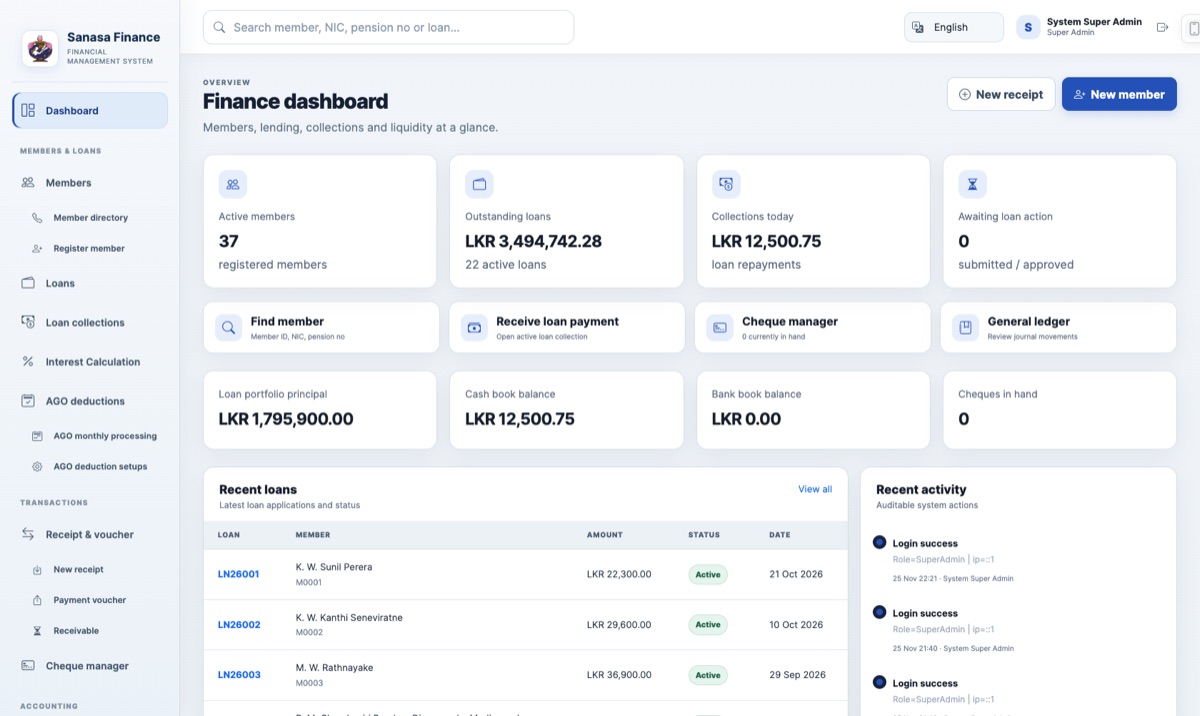 Sanasa Finance
FINANCIAL
MANAGEMENT SYSTEM
Search member, NIC, pension no or loan...
English
S
System Super Admin
Super Admin
Dashboard
MEMBERS & LOANS
Members
Member directory
Register member
Loans
Loan collections
Interest Calculation
AGO deductions
AGO monthly processing
AGO deduction setups
TRANSACTIONS
Receipt & voucher
New receipt
Payment voucher
Receivable
Cheque manager
ACCOUNTING
OVERVIEW
Finance dashboard
Members, lending, collections and liquidity at a glance.
New receipt
New member
Active members
37
registered members
Outstanding loans
LKR 3,494,742.28
22 active loans
Collections today
LKR 12,500.75
loan repayments
Awaiting loan action
0
submitted / approved
Find member
Member ID, NIC, pension no
Receive loan payment
Open active loan collection
Cheque manager
0 currently in hand
General ledger
Review journal movements
Loan portfolio principal
LKR 1,795,900.00
Cash book balance
LKR 12,500.75
Bank book balance
LKR 0.00
Cheques in hand
0
Recent loans
View all
Latest loan applications and status
LOAN MEMBER AMOUNT STATUS DATE
LN26001 K. W. Sunil Perera LKR 22,300.00 Active 21 Oct 2026
M0001
LN26002 K. W. Kanthi Seneviratne LKR 29,600.00 Active 10 Oct 2026
M0002
LN26003 M. W. Rathnayake LKR 36,900.00 Active 29 Sep 2026
M0003
Recent activity
Auditable system actions
Login success
Role=SuperAdmin | ip=::1
25 Nov 22:21 · System Super Admin
Login success
Role=SuperAdmin | ip=::1
25 Nov 21:40 · System Super Admin
Login success
Role=SuperAdmin | ip=::1